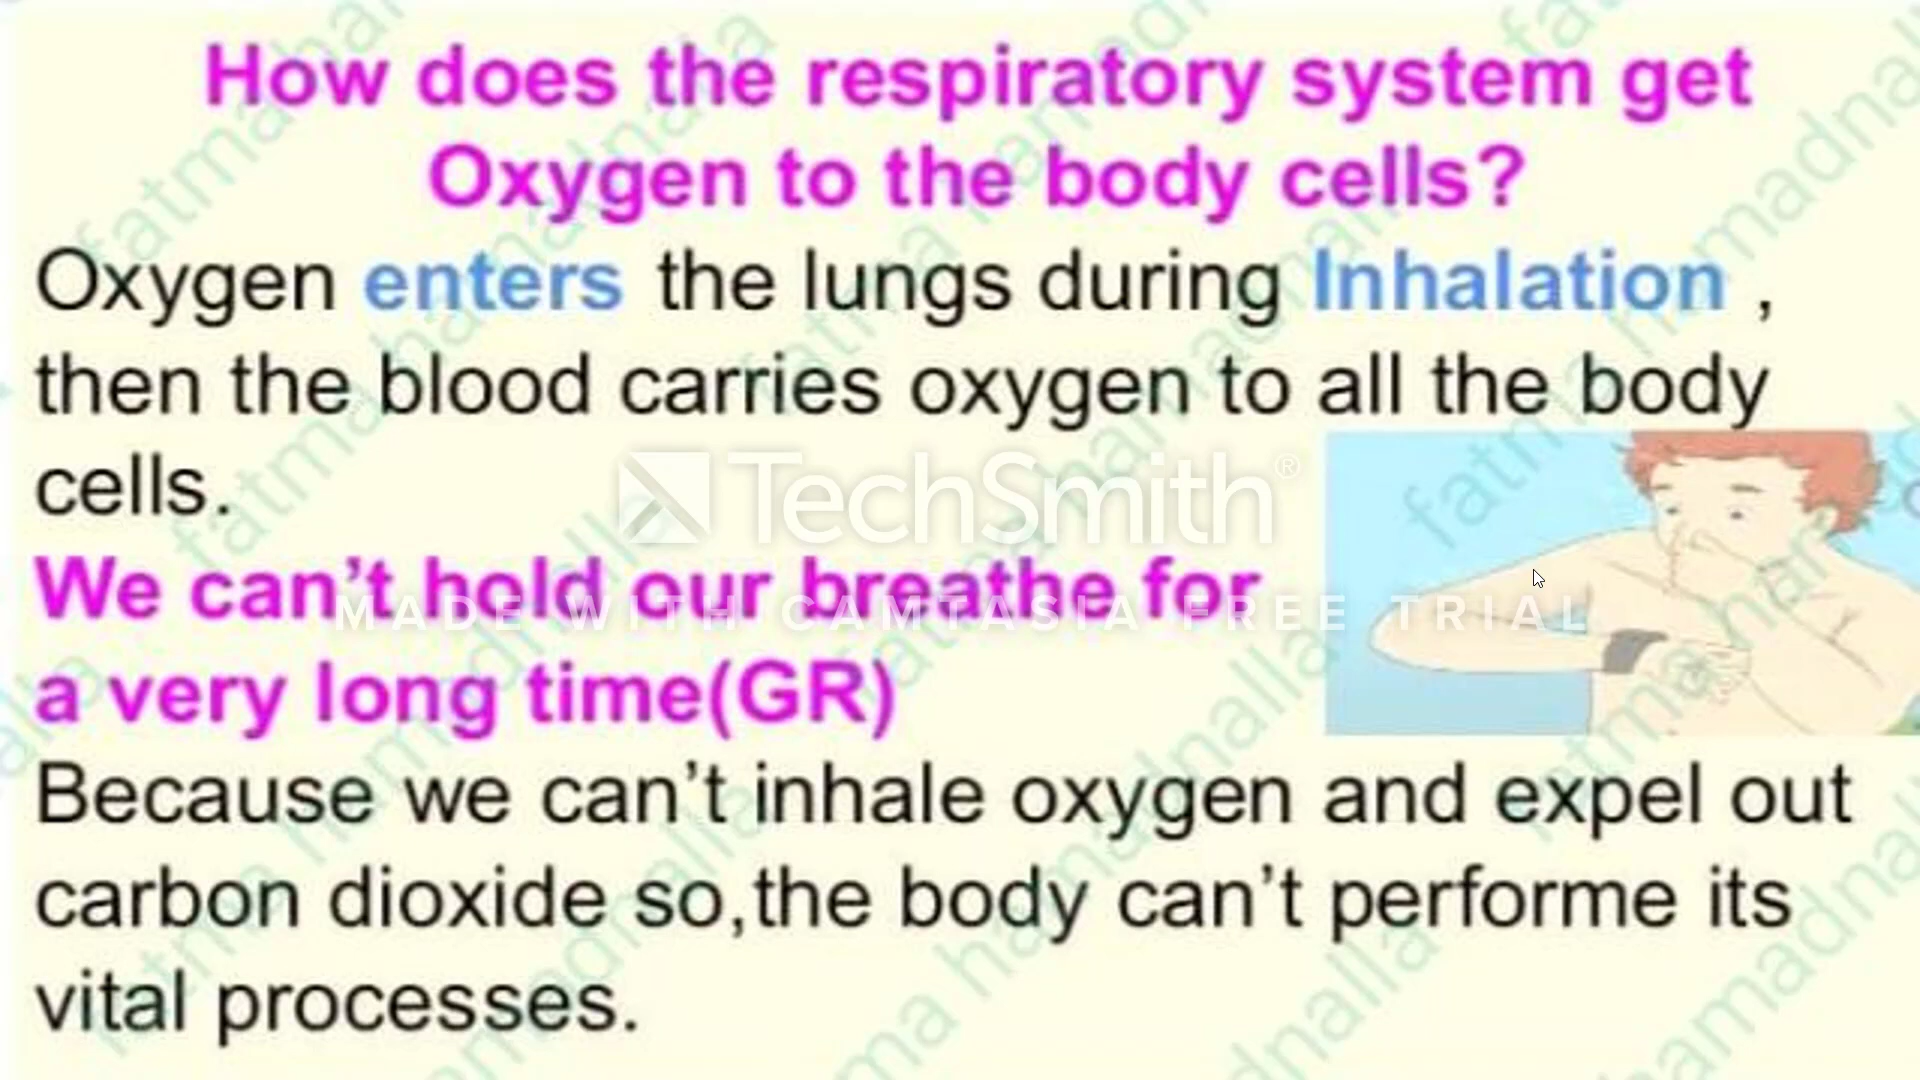 How does the respiratory system get
Oxygen to the body cells?
Oxygen enters the lungs during Inhalation ,
then the blood carries oxygen to all the body
cells.
TechSmith®
We can't hold our breathe for
MADE WITH CAMTASIA FREE TRIAL
a very long time(GR)
Because we can't inhale oxygen and expel out
carbon dioxide so,the body can't performe its
vital processes.